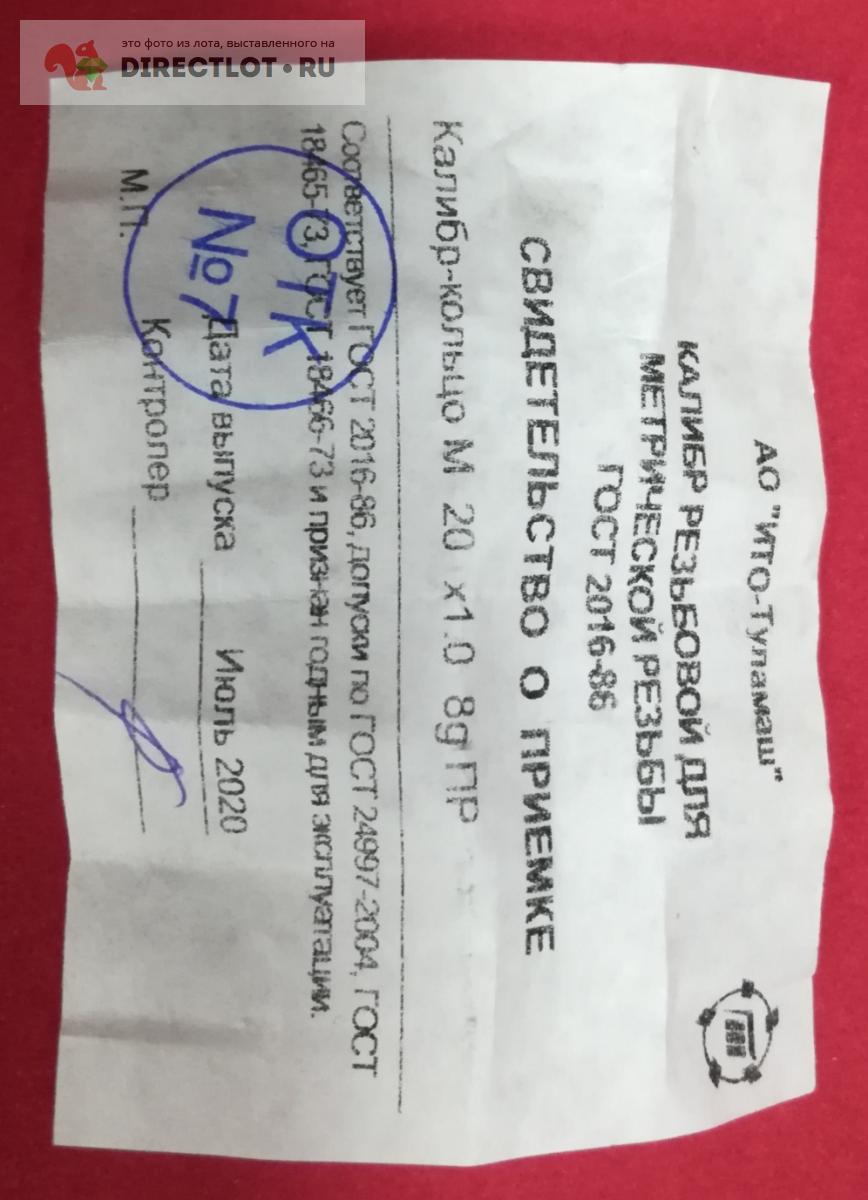 это фото из лота, выставленного на
DIRECTLOT.RU
АО "ИТО-Туламаш"
КАЛИБР РЕЗЬБОВОЙ ДЛЯ
МЕТРИЧЕСКОЙ РЕЗЬБЫ
ГОСТ 2016-86
СВИДЕТЕЛЬСТВО О ПРИЕМКЕ
Калибр-кольцо М 20 х1.0 8g ПР
Соответствует ГОСТ 2016-86, допуски по ГОСТ 24997-2004, ГОСТ
18465-73, ГОСТ 18466-73 и признан годным для эксплуатации.
ОТК
№7
Дата выпуска Июль 2020
М.П. Контролер